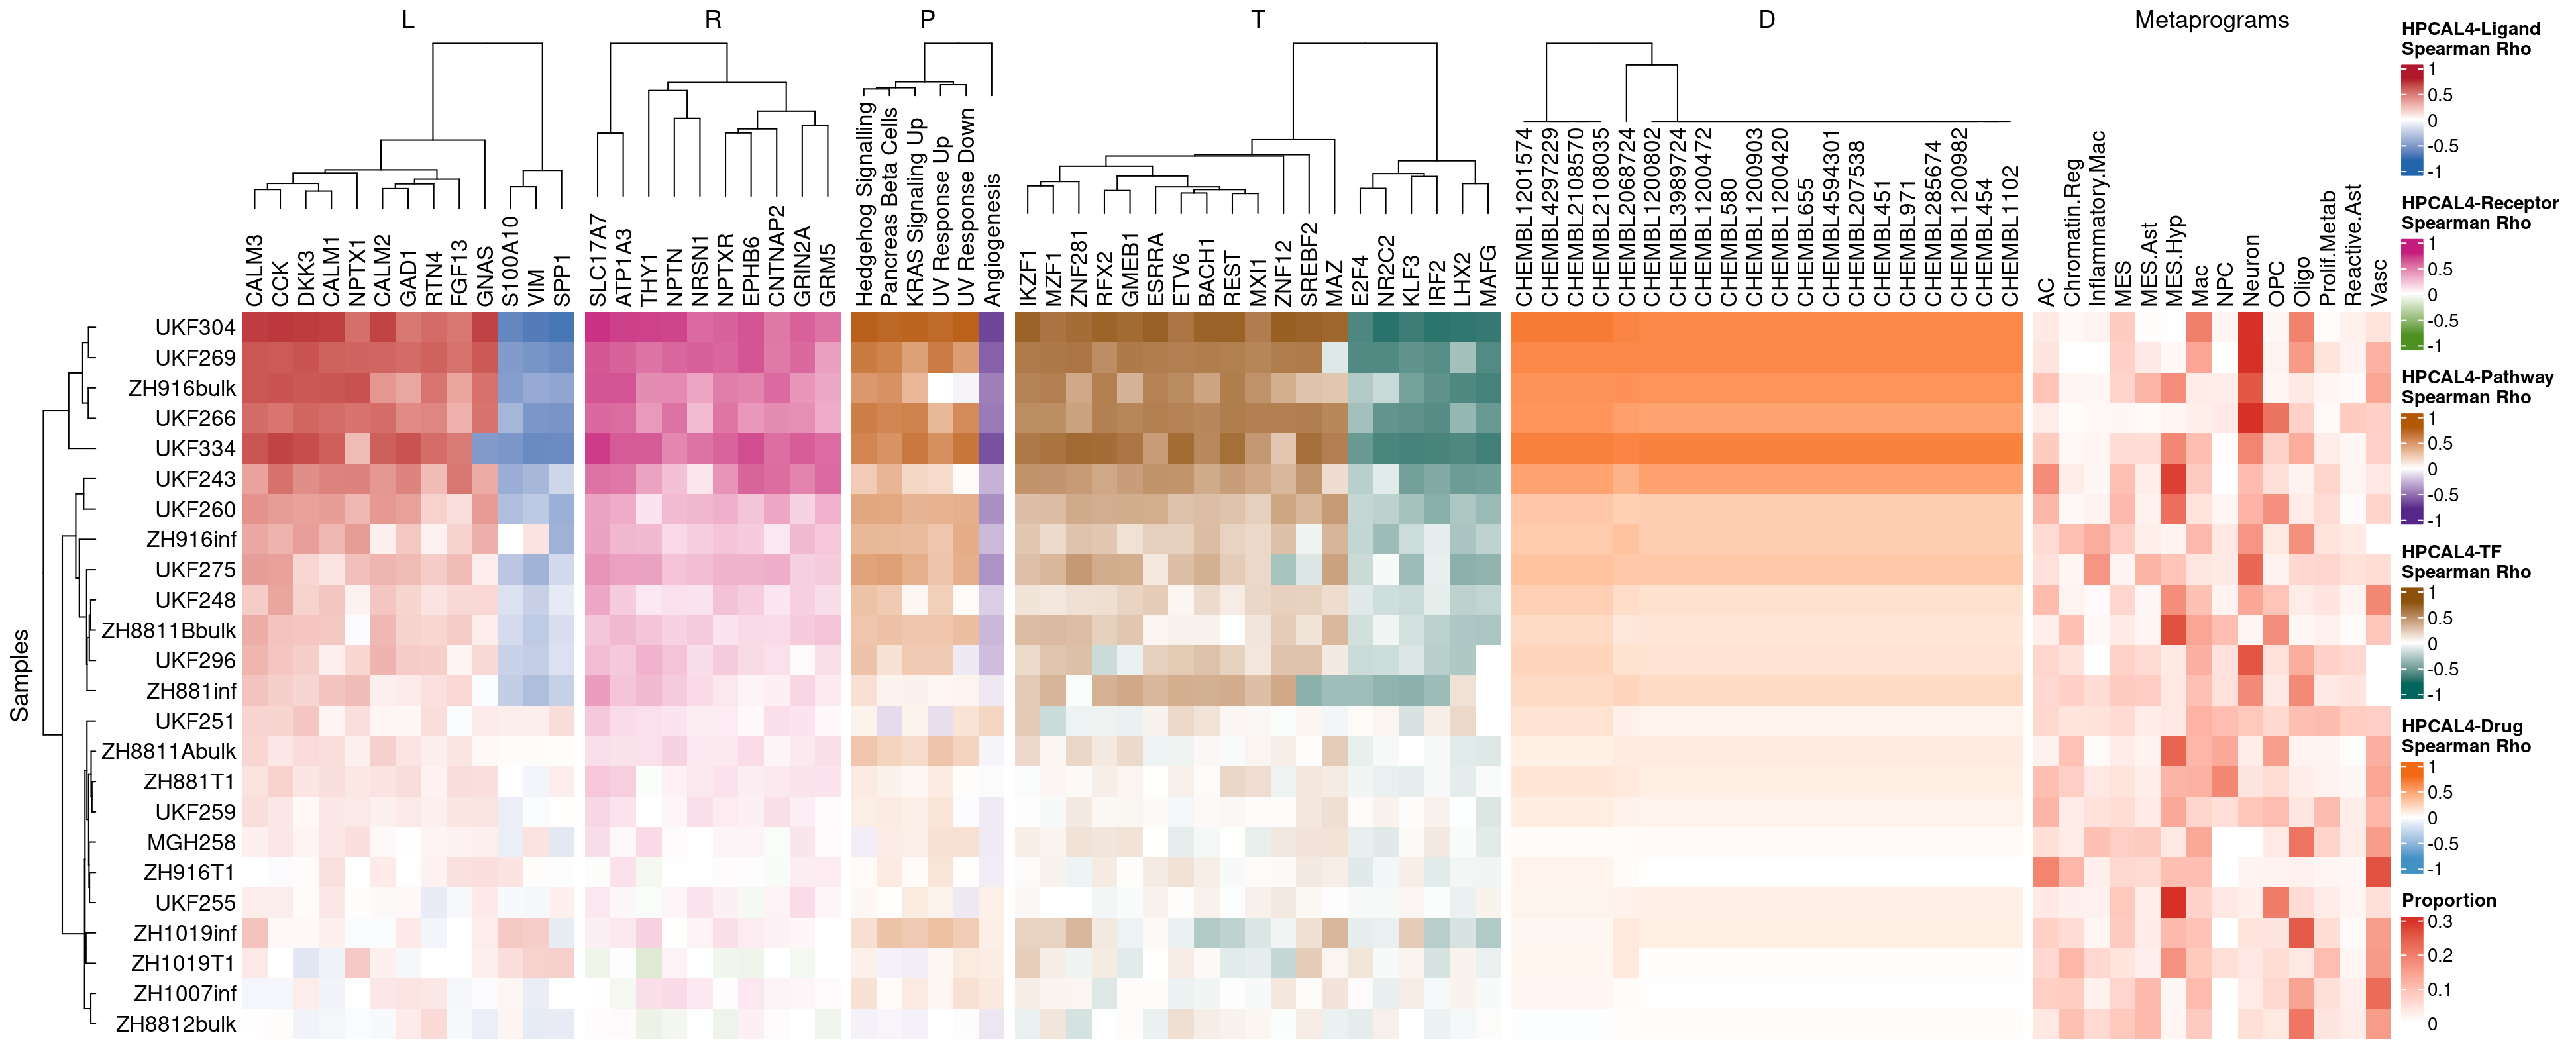 L
R
P
T
D
Metaprograms
CALM3
CCK
DKK3
CALM1
NPTX1
CALM2
GAD1
RTN4
FGF13
GNAS
S100A10
VIM
SPP1
SLC17A7
ATP1A3
THY1
NPTN
NRSN1
NPTXR
EPHB6
CNTNAP2
GRIN2A
GRM5
Hedgehog Signalling
Pancreas Beta Cells
KRAS Signaling Up
UV Response Up
UV Response Down
Angiogenesis
IKZF1
MZF1
ZNF281
RFX2
GMEB1
ESRRA
ETV6
BACH1
REST
MXI1
ZNF12
SREBF2
MAZ
E2F4
NR2C2
KLF3
IRF2
LHX2
MAFG
CHEMBL1201574
CHEMBL4297229
CHEMBL2108570
CHEMBL2108035
CHEMBL2068724
CHEMBL1200802
CHEMBL3989724
CHEMBL1200472
CHEMBL580
CHEMBL1200903
CHEMBL1200420
CHEMBL655
CHEMBL4594301
CHEMBL207538
CHEMBL451
CHEMBL971
CHEMBL285674
CHEMBL1200982
CHEMBL454
CHEMBL1102
AC
Chromatin.Reg
Inflammatory.Mac
MES
MES.Ast
MES.Hyp
Mac
NPC
Neuron
OPC
Oligo
Prolif.Metab
Reactive.Ast
Vasc
Samples
UKF304
UKF269
ZH916bulk
UKF266
UKF334
UKF243
UKF260
ZH916inf
UKF275
UKF248
ZH8811Bbulk
UKF296
ZH881inf
UKF251
ZH8811Abulk
ZH881T1
UKF259
MGH258
ZH916T1
UKF255
ZH1019inf
ZH1019T1
ZH1007inf
ZH8812bulk
HPCAL4-Ligand
Spearman Rho
1
0.5
0
-0.5
-1
HPCAL4-Receptor
Spearman Rho
1
0.5
0
-0.5
-1
HPCAL4-Pathway
Spearman Rho
1
0.5
0
-0.5
-1
HPCAL4-TF
Spearman Rho
1
0.5
0
-0.5
-1
HPCAL4-Drug
Spearman Rho
1
0.5
0
-0.5
-1
Proportion
0.3
0.2
0.1
0